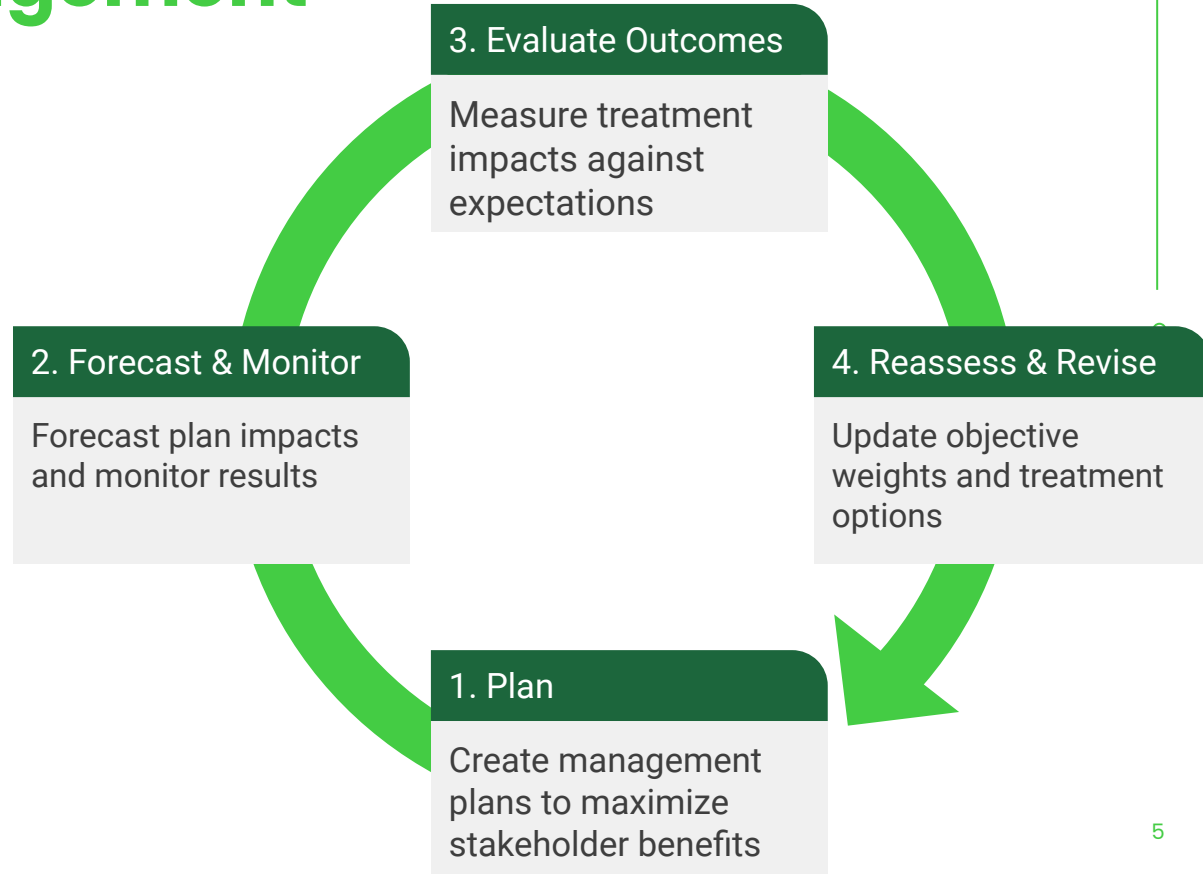 3. Evaluate Outcomes
Measure treatment
impacts against
expectations
2. Forecast & Monitor
Forecast plan impacts
and monitor results
4. Reassess & Revise
Update objective
weights and treatment
options
1. Plan
Create management
plans to maximize
stakeholder benefits
5